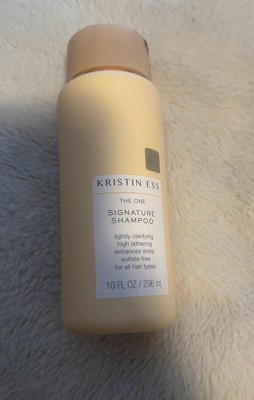 KRISTIN ESS
THE ONE
SIGNATURE
SHAMPOO
lightly clarifying
high lathering
enhances shine
sulfate-free
for all hair types
10 FL OZ / 296 mL